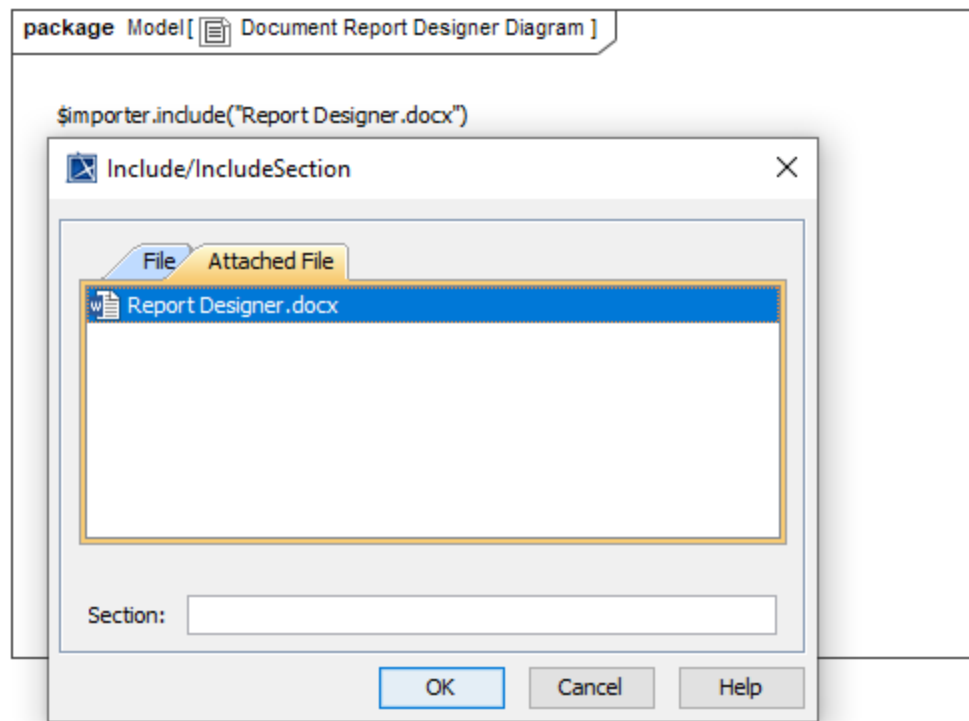 package Model[ Document Report Designer Diagram ]
$importer.include("Report Designer.docx")
Include/IncludeSection
File Attached File
Report Designer.docx
Section:
OK Cancel Help